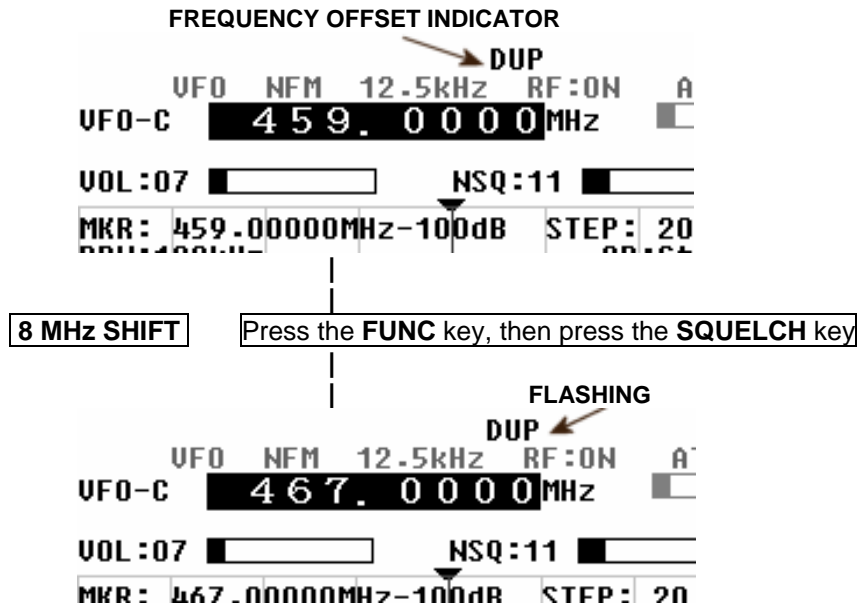 FREQUENCY OFFSET INDICATOR
DUP
VFO NFM 12.5kHz RF:ON A
VFO-C 459.0000MHz
VOL:07 NSQ:11
MKR: 459.00000MHz-100dB STEP: 20
8 MHz SHIFT Press the FUNC key, then press the SQUELCH key
FLASHING
DUP
VFO NFM 12.5kHz RF:ON A
VFO-C 467.0000MHz
VOL:07 NSQ:11
MKR: 467.00000MHz-100dB STEP: 20